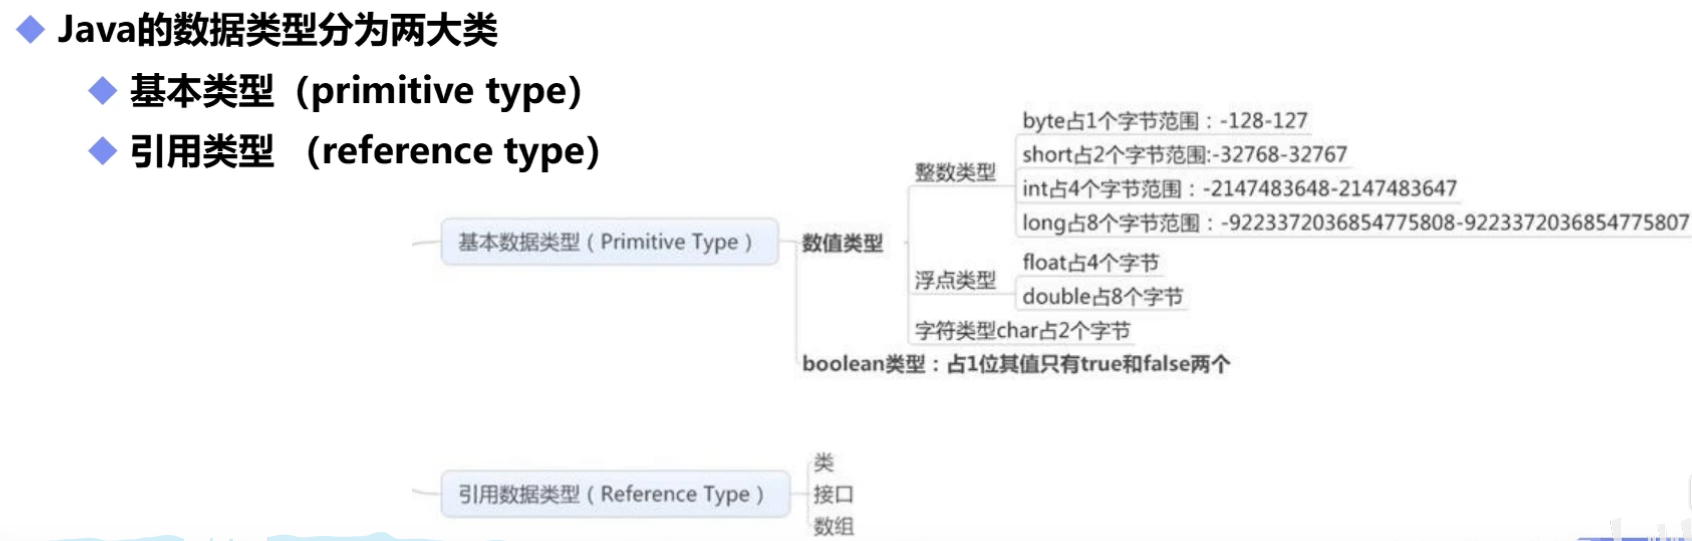 Java的数据类型分为两大类
基本类型（primitive type）
引用类型 （reference type）
基本数据类型（Primitive Type）
数值类型
整数类型
byte占1个字节范围：-128-127
short占2个字节范围:-32768-32767
int占4个字节范围：-2147483648-2147483647
long占8个字节范围：-9223372036854775808-9223372036854775807
浮点类型
float占4个字节
double占8个字节
字符类型char占2个字节
boolean类型：占1位其值只有true和false两个
引用数据类型（Reference Type）
类
接口
数组